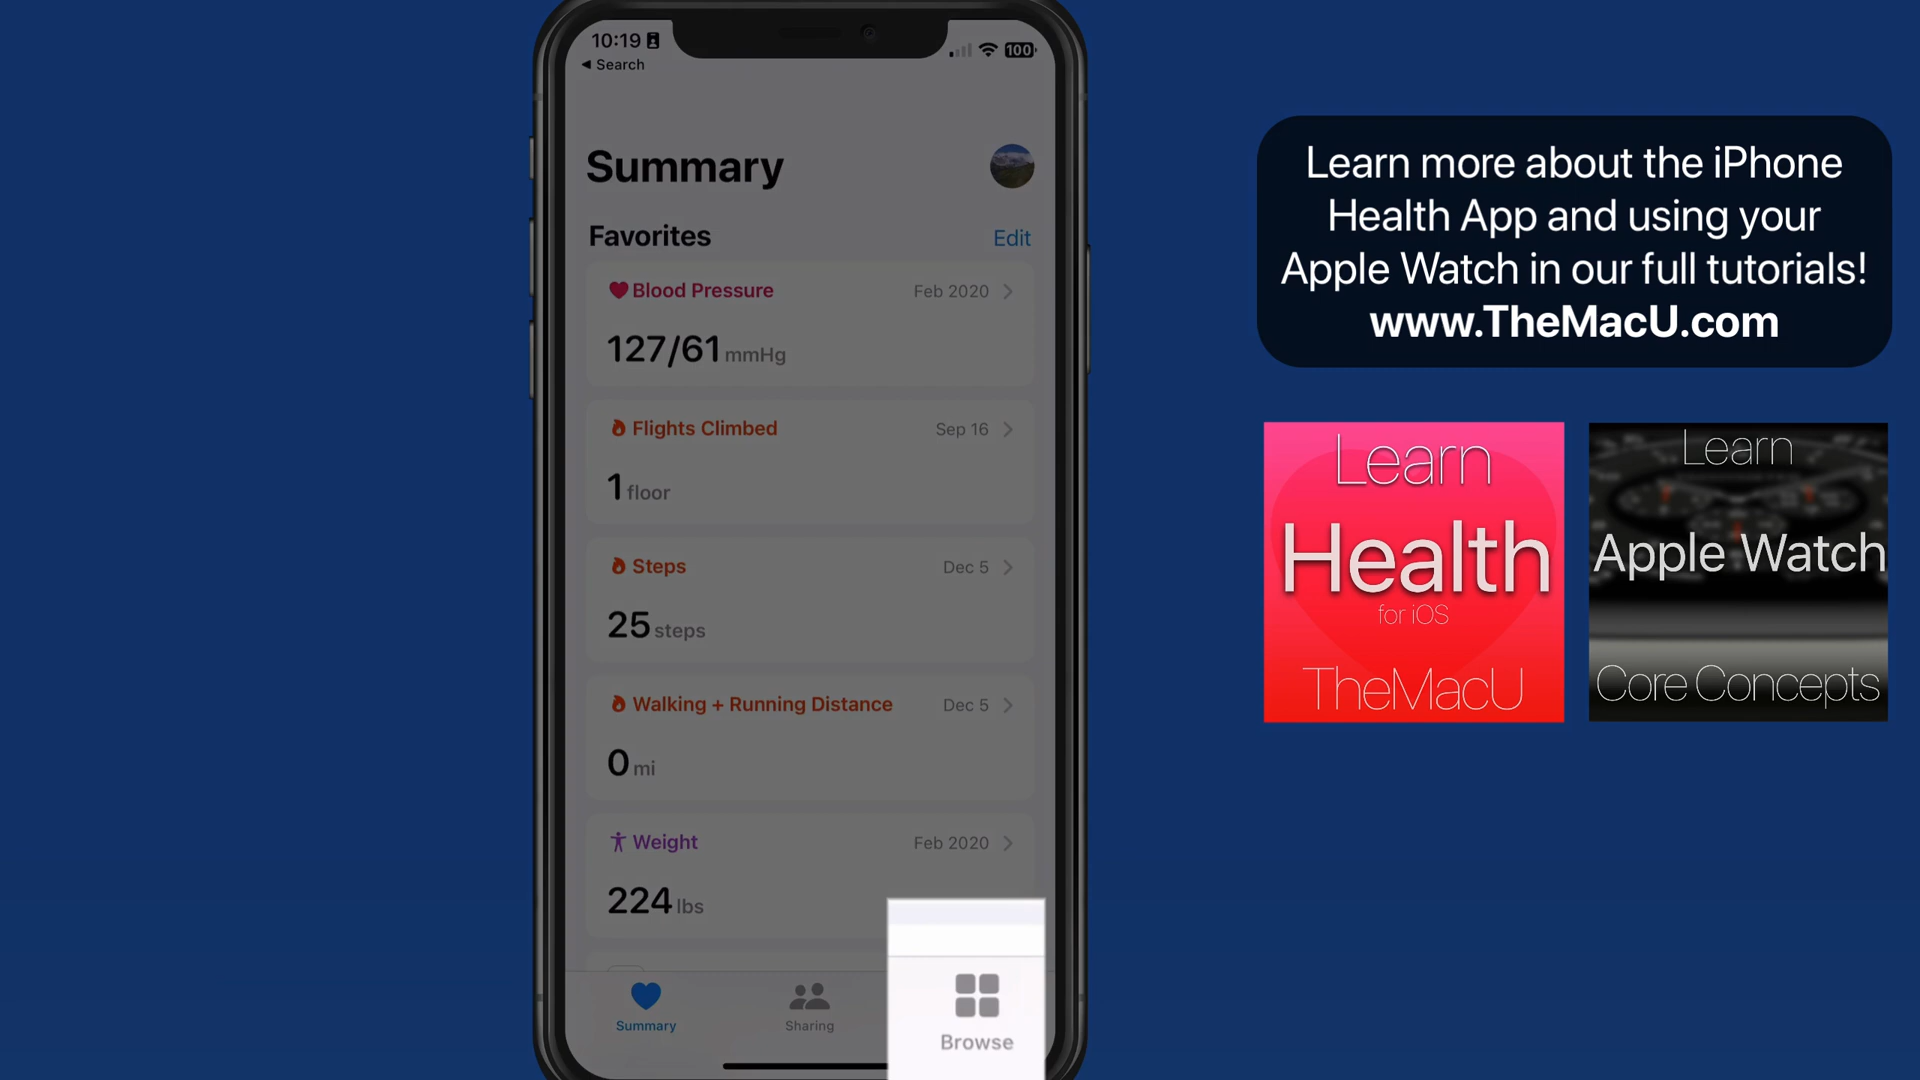 10:19
100
Search
Summary
Favorites
Edit
Blood Pressure
Feb 2020
127/61 mmHg
Flights Climbed
Sep 16
1 floor
Steps
Dec 5
25 steps
Walking + Running Distance
Dec 5
0 mi
Weight
Feb 2020
224 lbs
Summary
Sharing
Browse
Learn more about the iPhone
Health App and using your
Apple Watch in our full tutorials!
www.TheMacU.com
Learn
Health
for iOS
TheMacU
Learn
Apple Watch
Core Concepts